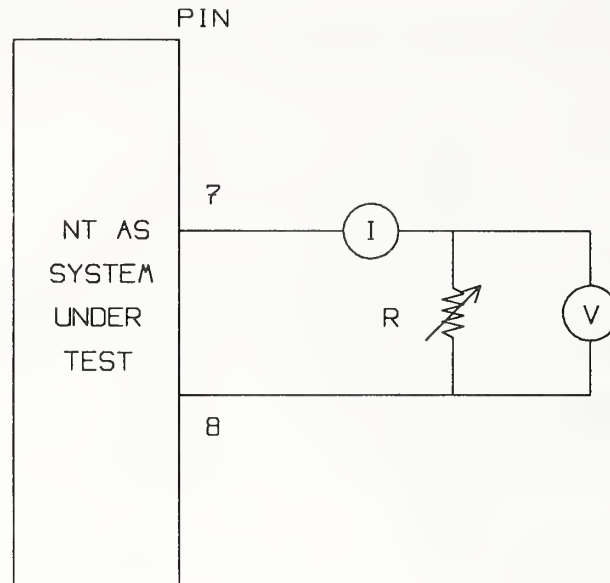 PIN
7
I
NT AS
SYSTEM
UNDER
TEST
R
V
8